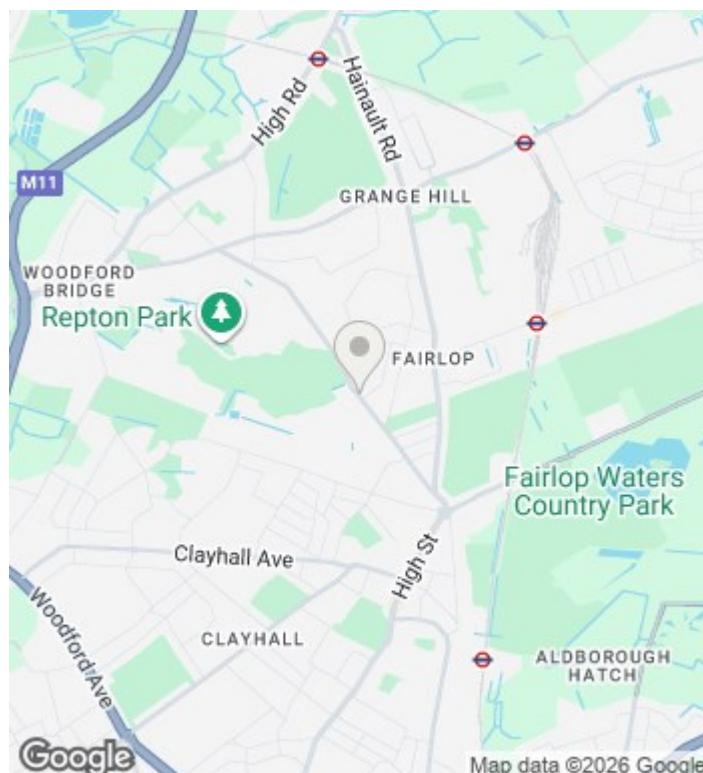 High Rd
Hainault Rd
M11
GRANGE HILL
WOODFORD
BRIDGE
Repton Park
FAIRLOP
Fairlop Waters
Country Park
Clayhall Ave
High St
Woodford Ave
CLAYHALL
ALDBOROUGH
HATCH
Google
Map data ©2026 Google